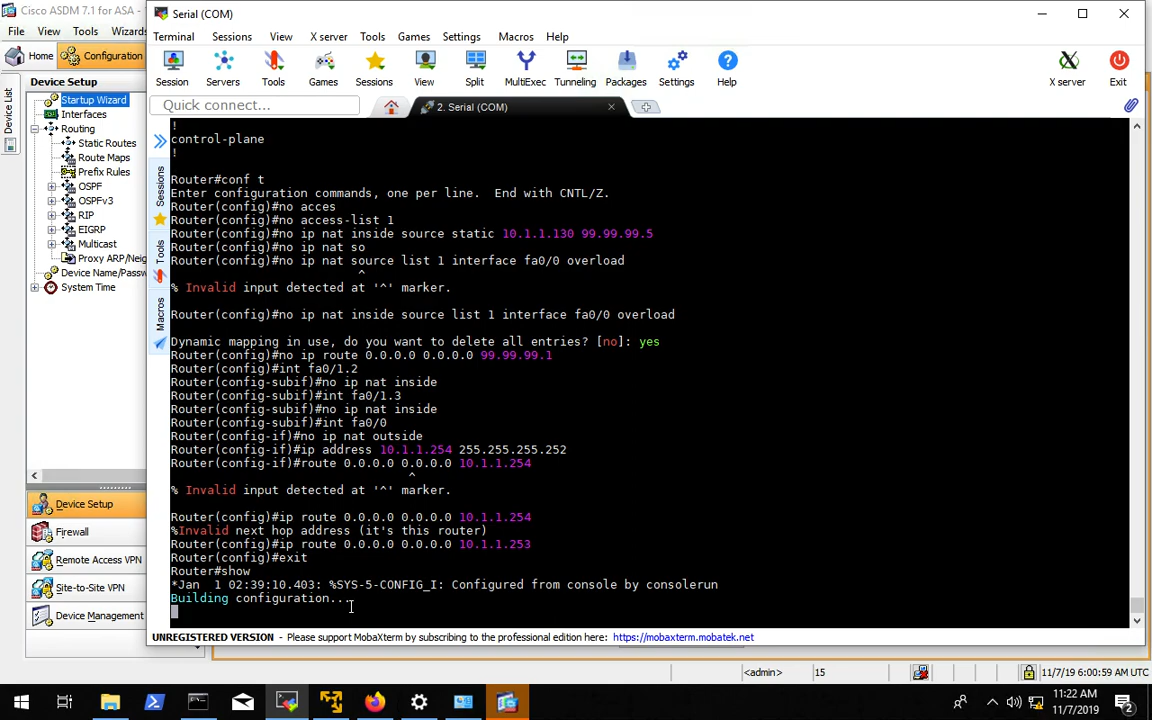 Cisco ASDM 7.1 for ASA
File View Tools Wizards
Home Configuration
Device List
Device Setup
Startup Wizard
Interfaces
Routing
Static Routes
Route Maps
Prefix Rules
OSPF
OSPFv3
RIP
EIGRP
Multicast
Proxy ARP/Neig
Device Name/Passw
System Time
Device Setup
Firewall
Remote Access VPN
Site-to-Site VPN
Device Management
Serial (COM)
Terminal Sessions View X server Tools Games Settings Macros Help
Session Servers Tools Games Sessions View Split MultiExec Tunneling Packages Settings Help X server Exit
Quick connect...
2. Serial (COM)
Sessions
Tools
Macros
!
control-plane
!
Router#conf t
Enter configuration commands, one per line.  End with CNTL/Z.
Router(config)#no acces
Router(config)#no access-list 1
Router(config)#no ip nat inside source static 10.1.1.130 99.99.99.5
Router(config)#no ip nat so
Router(config)#no ip nat source list 1 interface fa0/0 overload
^
% Invalid input detected at '^' marker.
Router(config)#no ip nat inside source list 1 interface fa0/0 overload
Dynamic mapping in use, do you want to delete all entries? [no]: yes
Router(config)#no ip route 0.0.0.0 0.0.0.0 99.99.99.1
Router(config)#int fa0/1.2
Router(config-subif)#no ip nat inside
Router(config-subif)#int fa0/1.3
Router(config-subif)#no ip nat inside
Router(config-subif)#int fa0/0
Router(config-if)#no ip nat outside
Router(config-if)#ip address 10.1.1.254 255.255.255.252
Router(config-if)#route 0.0.0.0 0.0.0.0 10.1.1.254
^
% Invalid input detected at '^' marker.
Router(config)#ip route 0.0.0.0 0.0.0.0 10.1.1.254
%Invalid next hop address (it's this router)
Router(config)#ip route 0.0.0.0 0.0.0.0 10.1.1.253
Router(config)#exit
Router#show
*Jan  1 02:39:10.403: %SYS-5-CONFIG_I: Configured from console by consolerun
Building configuration...
UNREGISTERED VERSION - Please support MobaXterm by subscribing to the professional edition here: https://mobaxterm.mobatek.net
<admin> 15 11/7/19 6:00:59 AM UTC
11:22 AM
11/7/2019
2